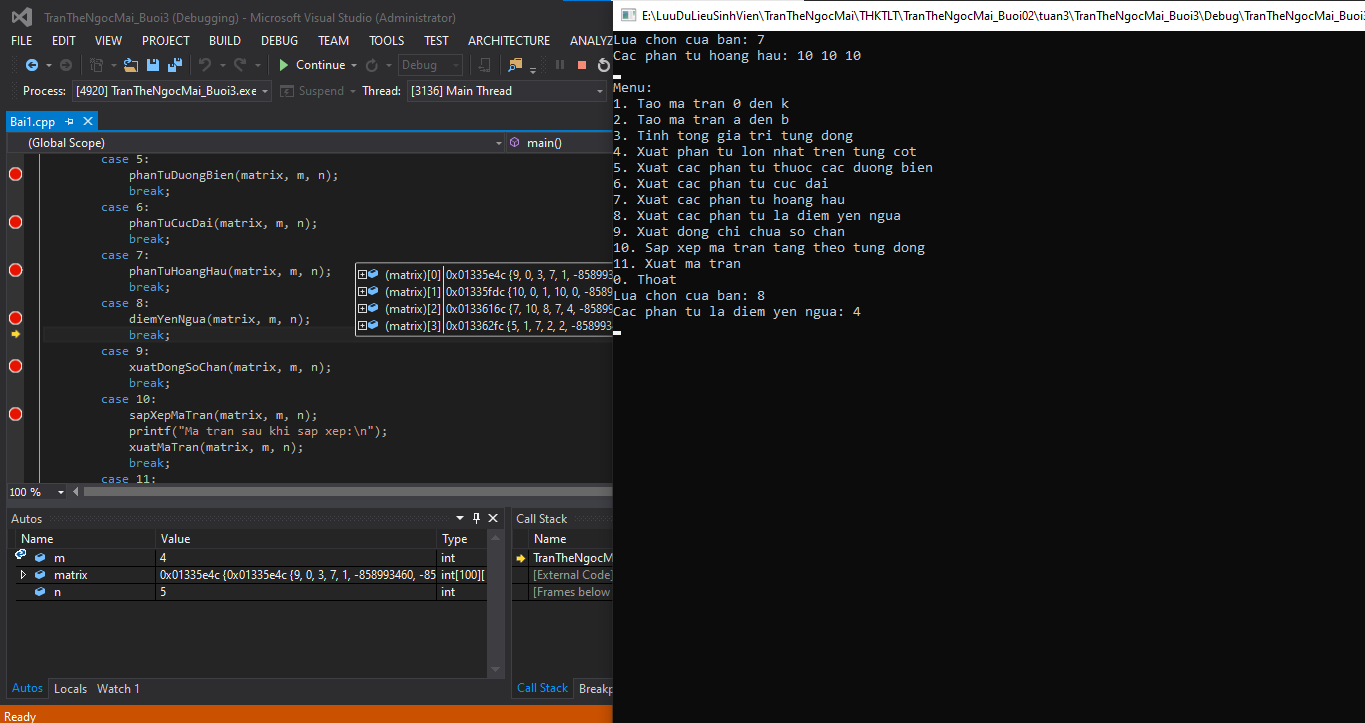 TranTheNgocMai_Buoi3 (Debugging) - Microsoft Visual Studio (Administrator)
FILE EDIT VIEW PROJECT BUILD DEBUG TEAM TOOLS TEST ARCHITECTURE ANALYZ
Continue Debug
Process: [4920] TranTheNgocMai_Buoi3.exe Suspend Thread: [3136] Main Thread
Bai1.cpp
(Global Scope) main()
case 5:
phanTuDuongBien(matrix, m, n);
break;
case 6:
phanTuCucDai(matrix, m, n);
break;
case 7:
phanTuHoangHau(matrix, m, n);
break;
case 8:
diemYenNgua(matrix, m, n);
break;
case 9:
xuatDongSoChan(matrix, m, n);
break;
case 10:
sapXepMaTran(matrix, m, n);
printf("Ma tran sau khi sap xep:\n");
xuatMaTran(matrix, m, n);
break;
case 11:
(matrix)[0] 0x01335e4c {9, 0, 3, 7, 1, -858993
(matrix)[1] 0x01335fdc {10, 0, 1, 10, 0, -8589
(matrix)[2] 0x0133616c {7, 10, 8, 7, 4, -85899
(matrix)[3] 0x013362fc {5, 1, 7, 2, 2, -858993
100 %
Autos
Name Value Type
m 4 int
matrix 0x01335e4c {0x01335e4c {9, 0, 3, 7, 1, -858993460, -85 int[100][
n 5 int
Autos Locals Watch 1
Call Stack
Name
TranTheNgocM
[External Code]
[Frames below
Call Stack Breakp
Ready
E:\LuuDuLieuSinhVien\TranTheNgocMai\THKTLT\TranTheNgocMai_Buoi02\tuan3\TranTheNgocMai_Buoi3\Debug\TranTheNgocMai_Buoi3
Lua chon cua ban: 7
Cac phan tu hoang hau: 10 10 10
Menu:
1. Tao ma tran 0 den k
2. Tao ma tran a den b
3. Tinh tong gia tri tung dong
4. Xuat phan tu lon nhat tren tung cot
5. Xuat cac phan tu thuoc cac duong bien
6. Xuat cac phan tu cuc dai
7. Xuat cac phan tu hoang hau
8. Xuat cac phan tu la diem yen ngua
9. Xuat dong chi chua so chan
10. Sap xep ma tran tang theo tung dong
11. Xuat ma tran
0. Thoat
Lua chon cua ban: 8
Cac phan tu la diem yen ngua: 4